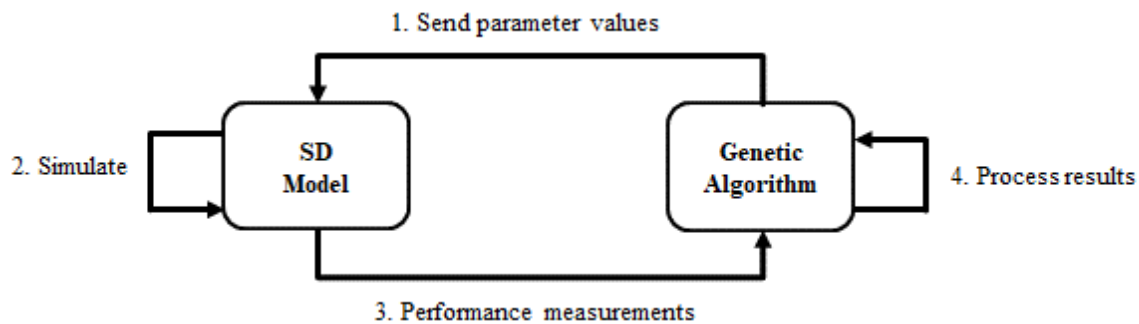 1. Send parameter values
2. Simulate
SD
Model
Genetic
Algorithm
4. Process results
3. Performance measurements